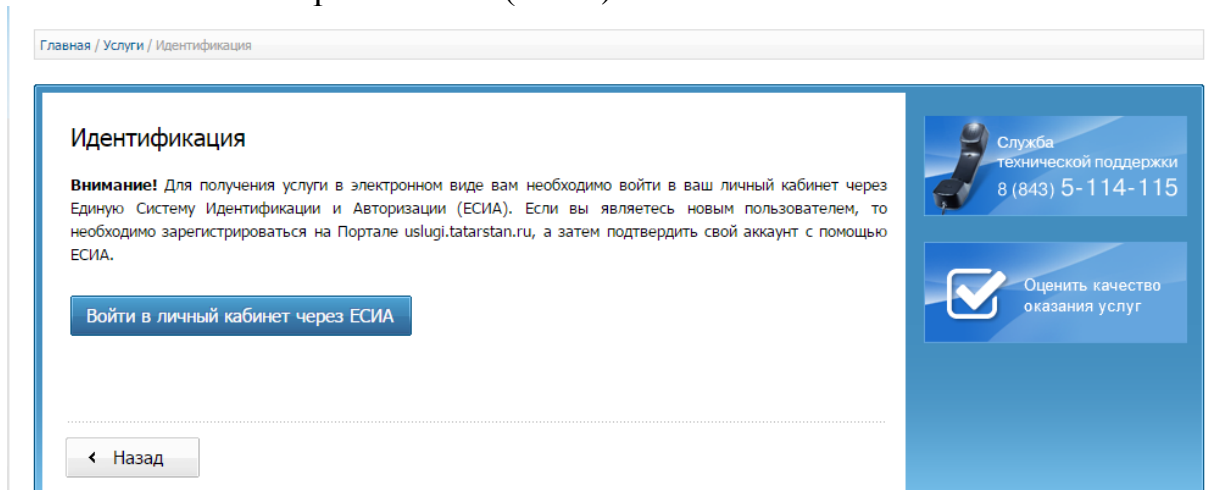 Главная / Услуги / Идентификация
Идентификация
Внимание! Для получения услуги в электронном виде вам необходимо войти в ваш личный кабинет через
Единую Систему Идентификации и Авторизации (ЕСИА). Если вы являетесь новым пользователем, то
необходимо зарегистрироваться на Портале uslugi.tatarstan.ru, а затем подтвердить свой аккаунт с помощью
ЕСИА.
Войти в личный кабинет через ЕСИА
Назад
Служба
технической поддержки
8 (843) 5-114-115
Оценить качество
оказания услуг